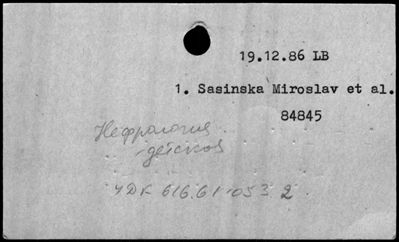 19.12.86 LB
1. Sasinska Miroslav et al.
84845
Нефрология
детская
УДК 616.61-053.2